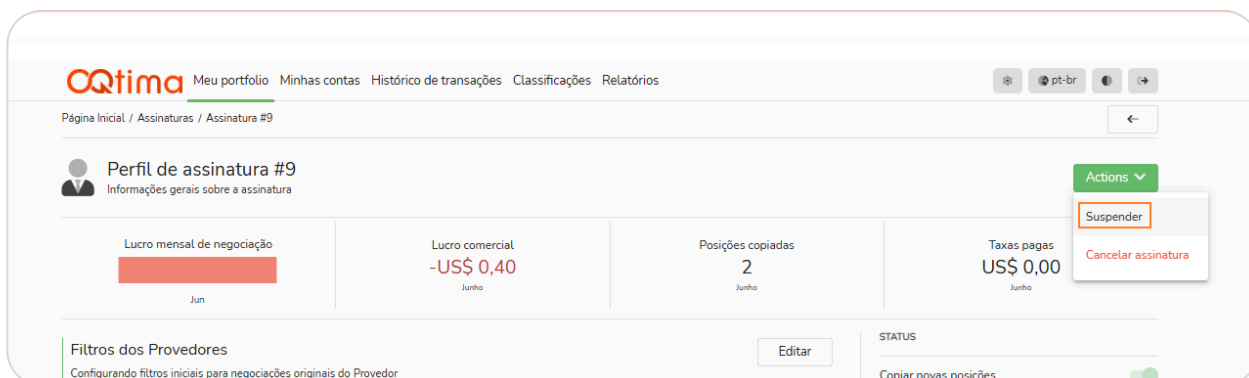 OQtima Meu portfolio Minhas contas Histórico de transações Classificações Relatórios pt-br
Página Inicial / Assinaturas / Assinatura #9
Perfil de assinatura #9
Informações gerais sobre a assinatura
Actions
Suspender
Cancelar assinatura
Lucro mensal de negociação
Jun
Lucro comercial
-US$ 0,40
Junho
Posições copiadas
2
Junho
Taxas pagas
US$ 0,00
Junho
Filtros dos Provedores
Editar
Configurando filtros iniciais para negociações originais do Provedor
STATUS
Copiar novas posições